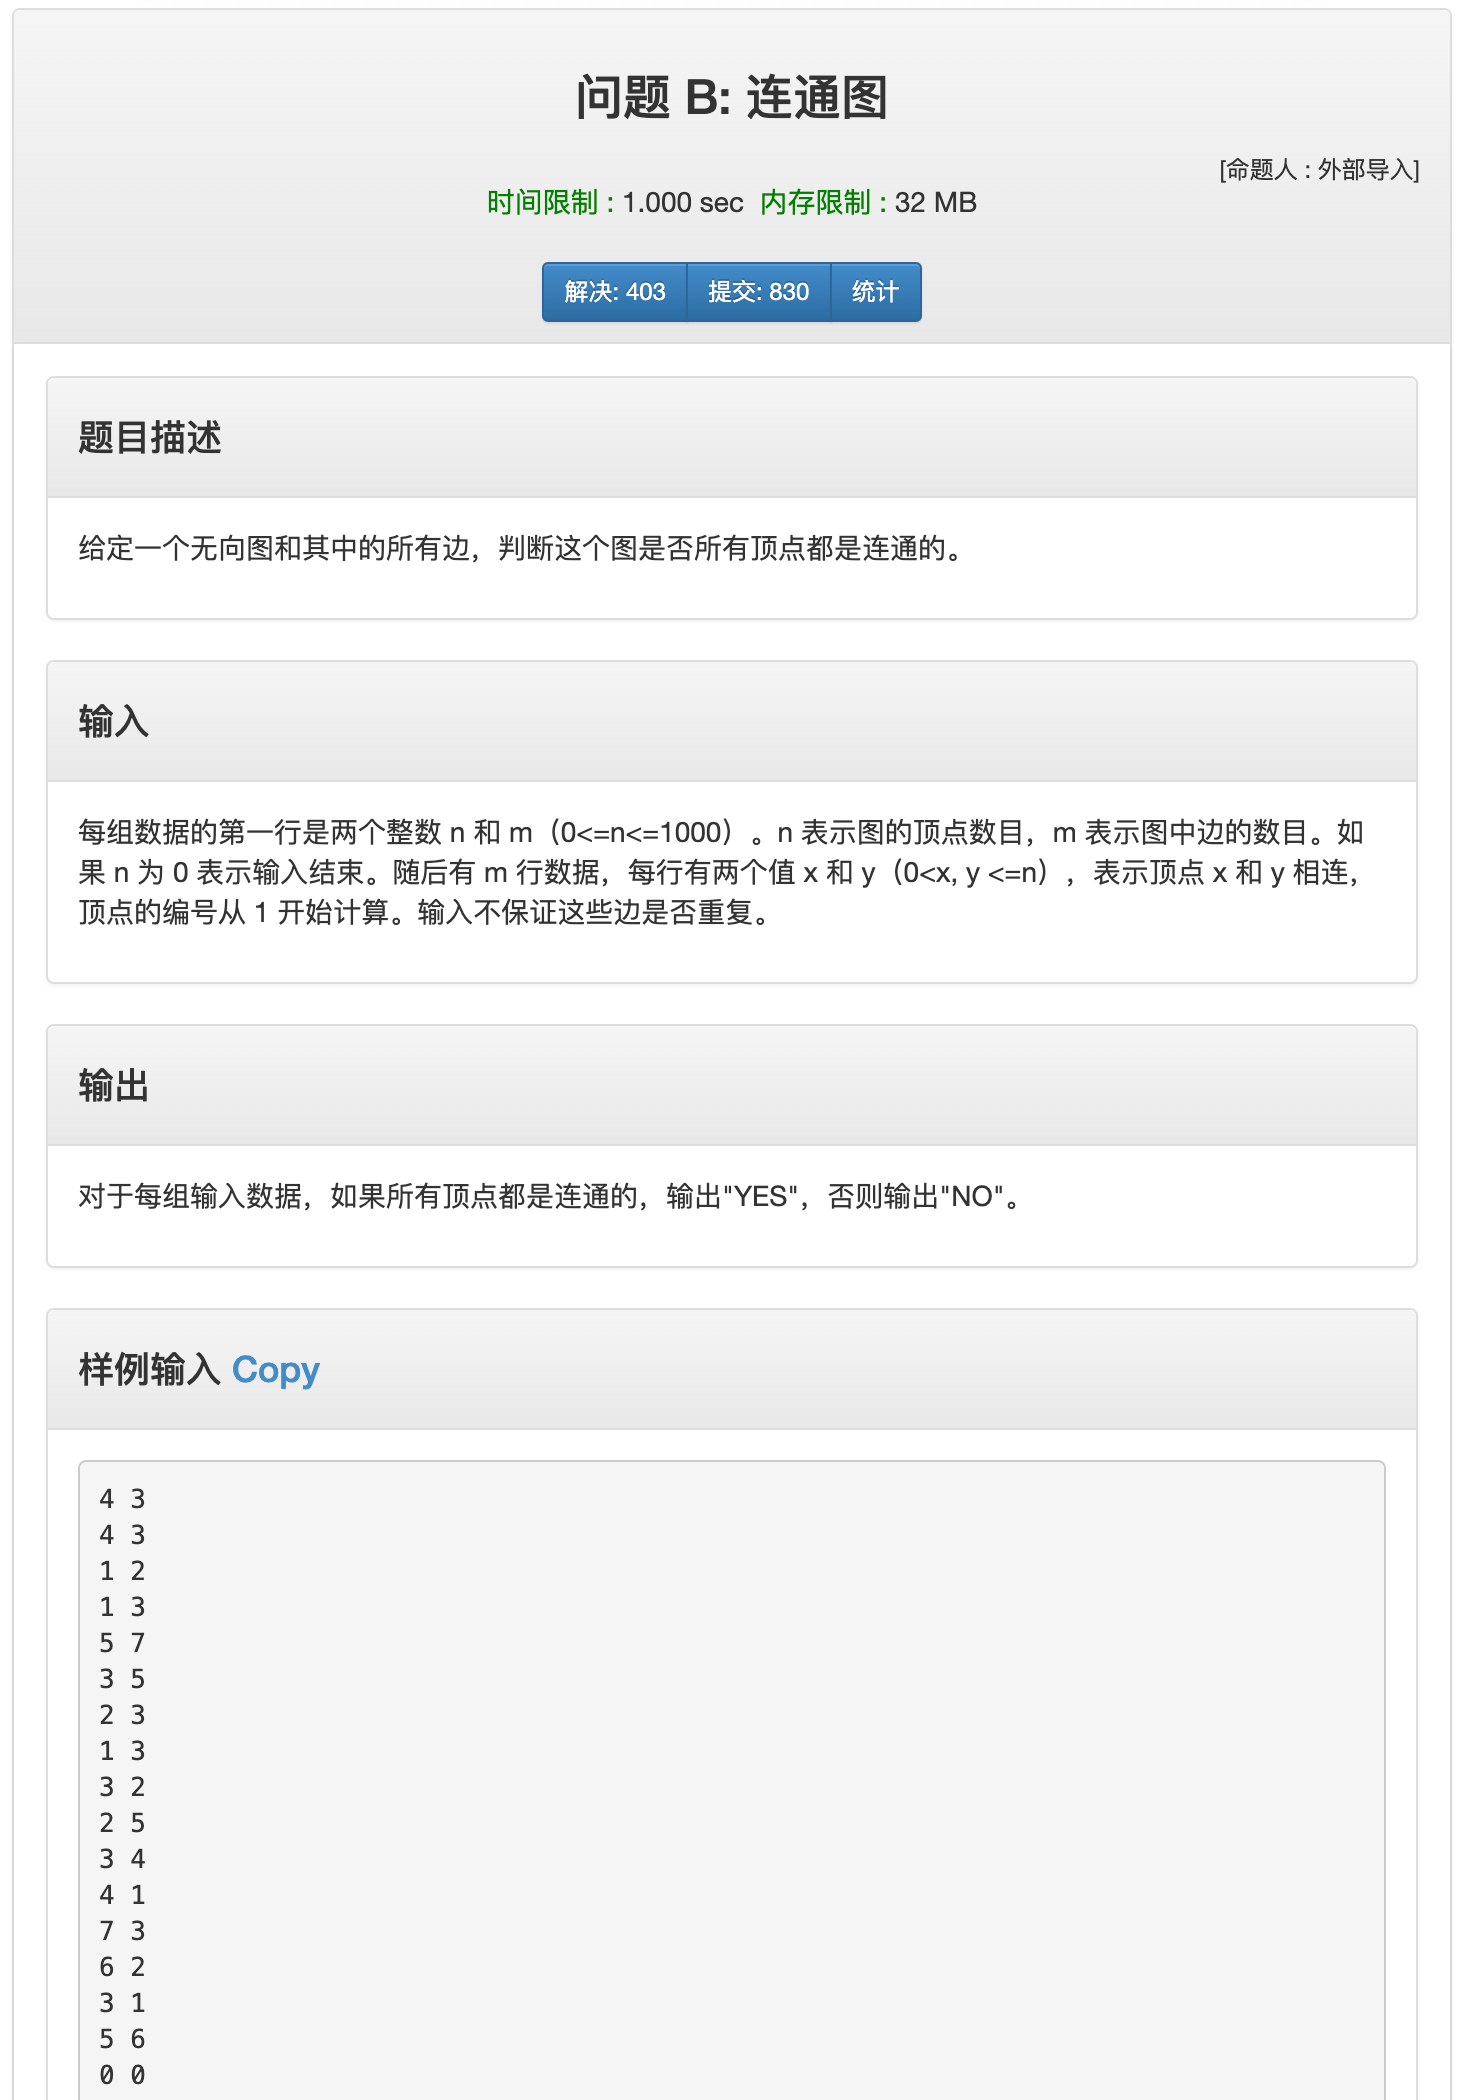 问题 B: 连通图
[命题人 : 外部导入]
时间限制 : 1.000 sec 内存限制 : 32 MB
解决: 403 提交: 830 统计
题目描述
给定一个无向图和其中的所有边，判断这个图是否所有顶点都是连通的。
输入
每组数据的第一行是两个整数 n 和 m（0<=n<=1000）。n 表示图的顶点数目，m 表示图中边的数目。如
果 n 为 0 表示输入结束。随后有 m 行数据，每行有两个值 x 和 y（0<x, y <=n），表示顶点 x 和 y 相连，
顶点的编号从 1 开始计算。输入不保证这些边是否重复。
输出
对于每组输入数据，如果所有顶点都是连通的，输出"YES"，否则输出"NO"。
样例输入 Copy
4 3
4 3
1 2
1 3
5 7
3 5
2 3
1 3
3 2
2 5
3 4
4 1
7 3
6 2
3 1
5 6
0 0